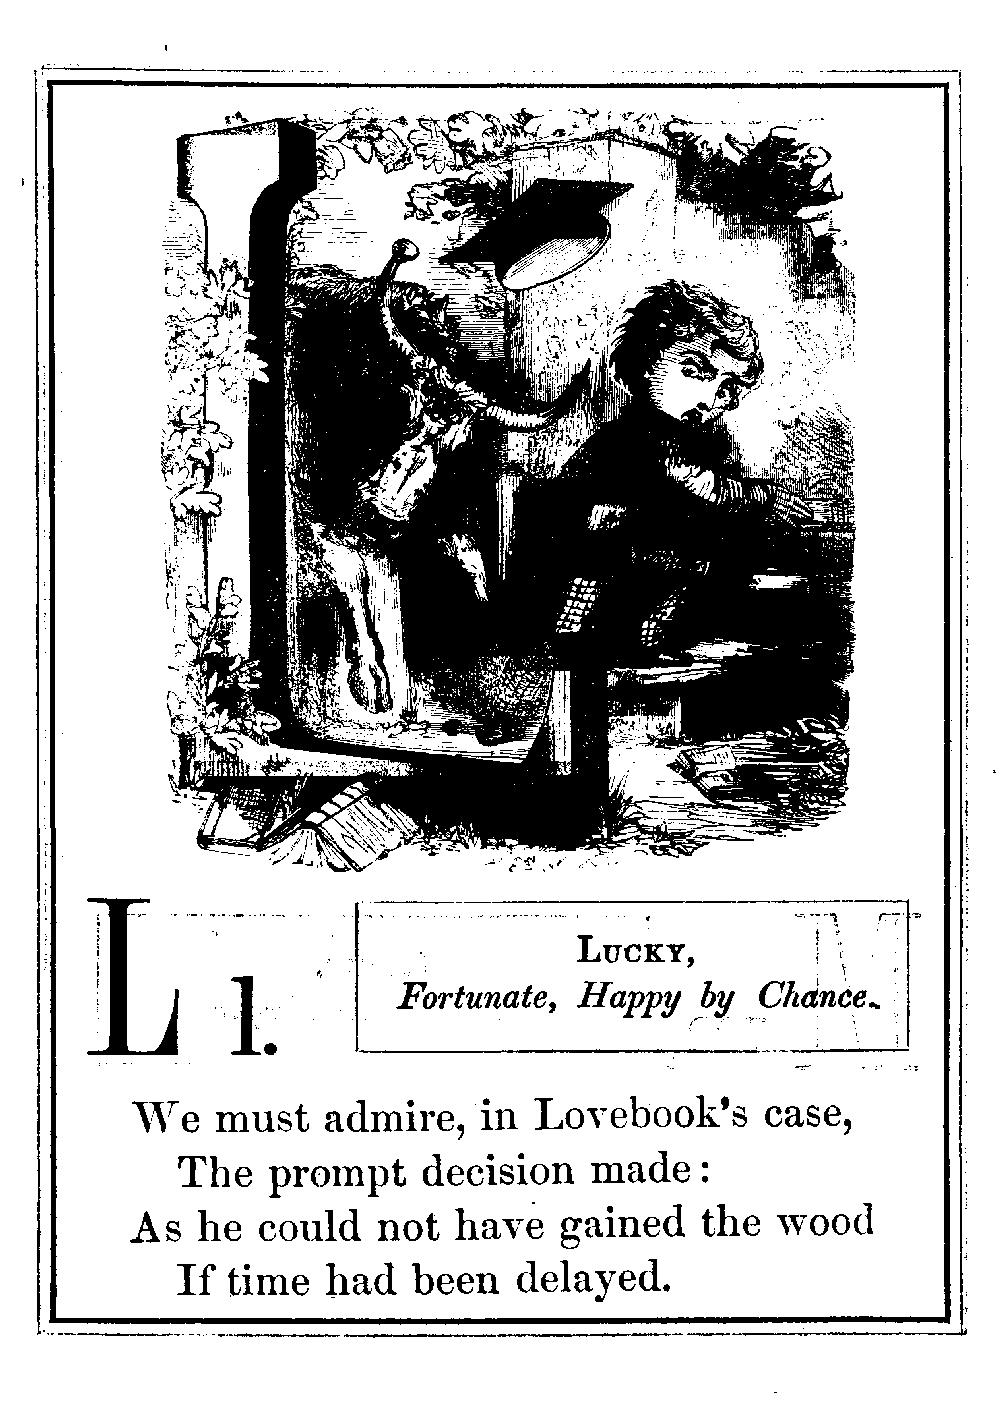 L l.
LUCKY,
Fortunate, Happy by Chance.
We must admire, in Lovebook's case,
The prompt decision made:
As he could not have gained the wood
If time had been delayed.